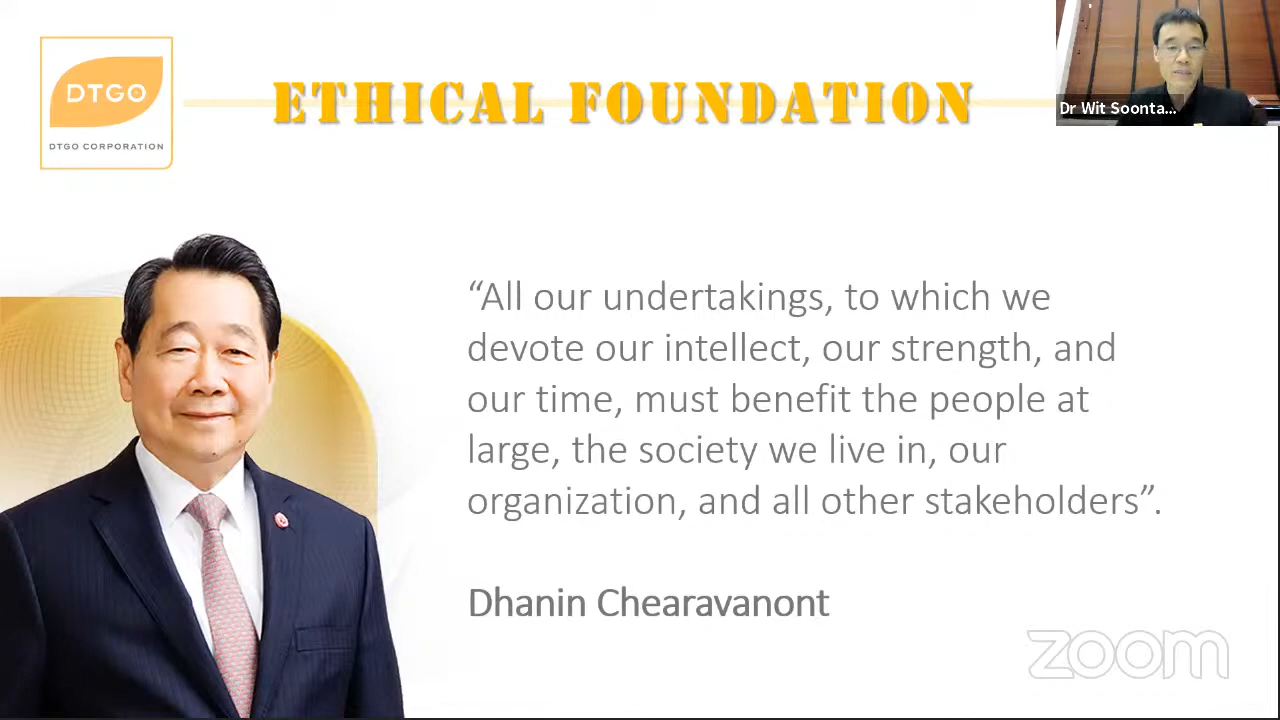 DTGO
DTGO CORPORATION
ETHICAL FOUNDATION
Dr Wit Soonta...
“All our undertakings, to which we
devote our intellect, our strength, and
our time, must benefit the people at
large, the society we live in, our
organization, and all other stakeholders”.
Dhanin Chearavanont
zoom